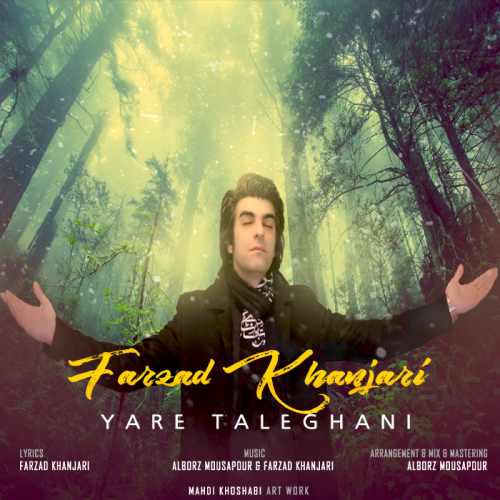 Farzad Khanjari
YARE TALEGHANI
LYRICS
FARZAD KHANJARI
MUSIC
ALBORZ MOUSAPOUR & FARZAD KHANJARI
ARRANGEMENT & MIX & MASTERING
ALBORZ MOUSAPOUR
MAHDI KHOSHABI ART WORK